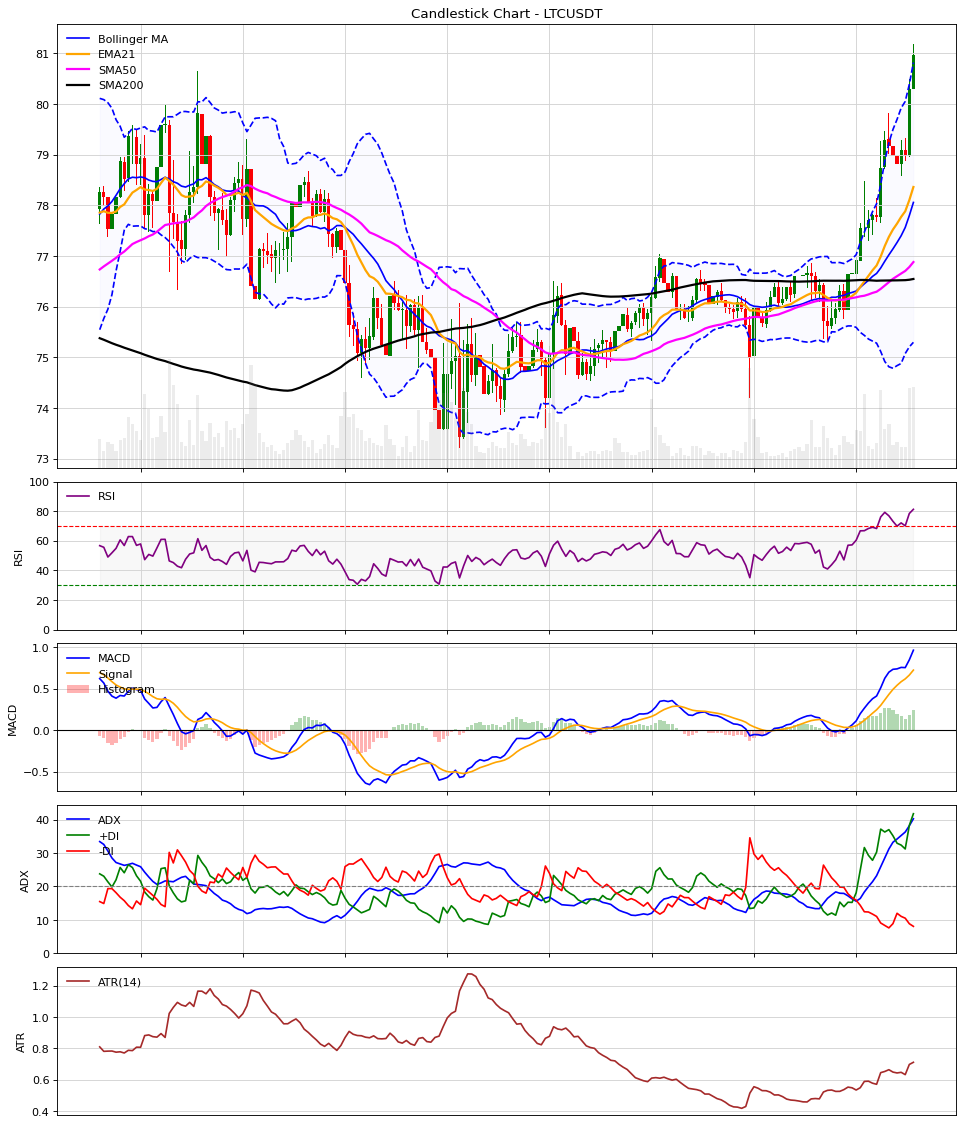 Candlestick Chart - LTCUSDT
Bollinger MA
EMA21
SMA50
SMA200
81
80
79
78
77
76
75
74
73
RSI
RSI
100
80
60
40
20
0
MACD
Signal
Histogram
MACD
1.0
0.5
0.0
−0.5
ADX
+DI
-DI
ADX
40
30
20
10
0
ATR(14)
ATR
1.2
1.0
0.8
0.6
0.4